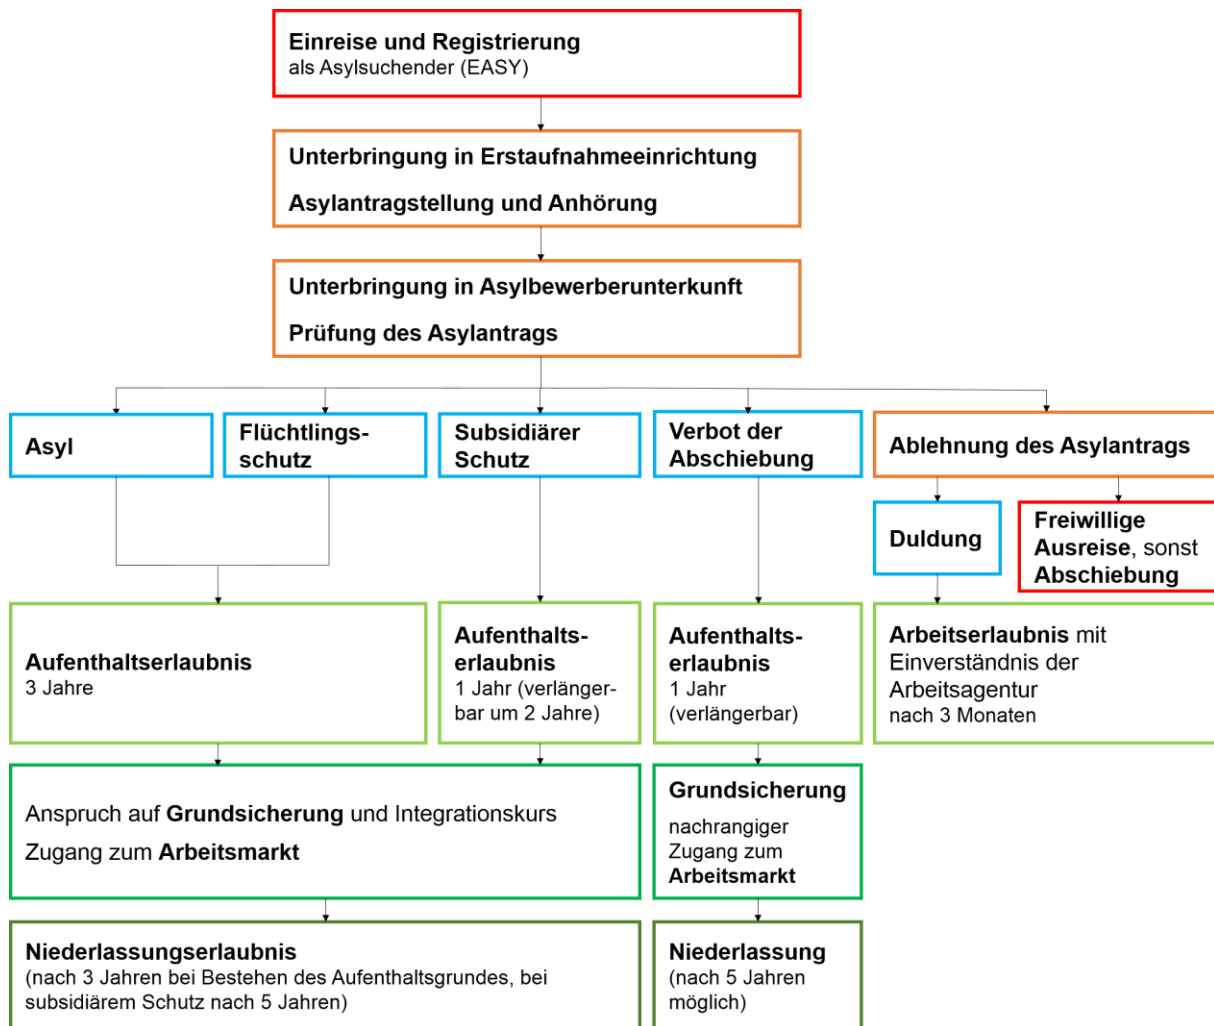 Einreise und Registrierung
als Asylsuchender (EASY)
Unterbringung in Erstaufnahmeeinrichtung
Asylantragstellung und Anhörung
Unterbringung in Asylbewerberunterkunft
Prüfung des Asylantrags
Asyl
Flüchtlings-
schutz
Subsidiärer
Schutz
Verbot der
Abschiebung
Ablehnung des Asylantrags
Duldung
Freiwillige
Ausreise, sonst
Abschiebung
Aufenthaltserlaubnis
3 Jahre
Aufenthalts-
erlaubnis
1 Jahr (verlänger-
bar um 2 Jahre)
Aufenthalts-
erlaubnis
1 Jahr
(verlängerbar)
Arbeitserlaubnis mit
Einverständnis der
Arbeitsagentur
nach 3 Monaten
Anspruch auf Grundsicherung und Integrationskurs
Zugang zum Arbeitsmarkt
Grundsicherung
nachrangiger
Zugang zum
Arbeitsmarkt
Niederlassungserlaubnis
(nach 3 Jahren bei Bestehen des Aufenthaltsgrundes, bei
subsidiärem Schutz nach 5 Jahren)
Niederlassung
(nach 5 Jahren
möglich)